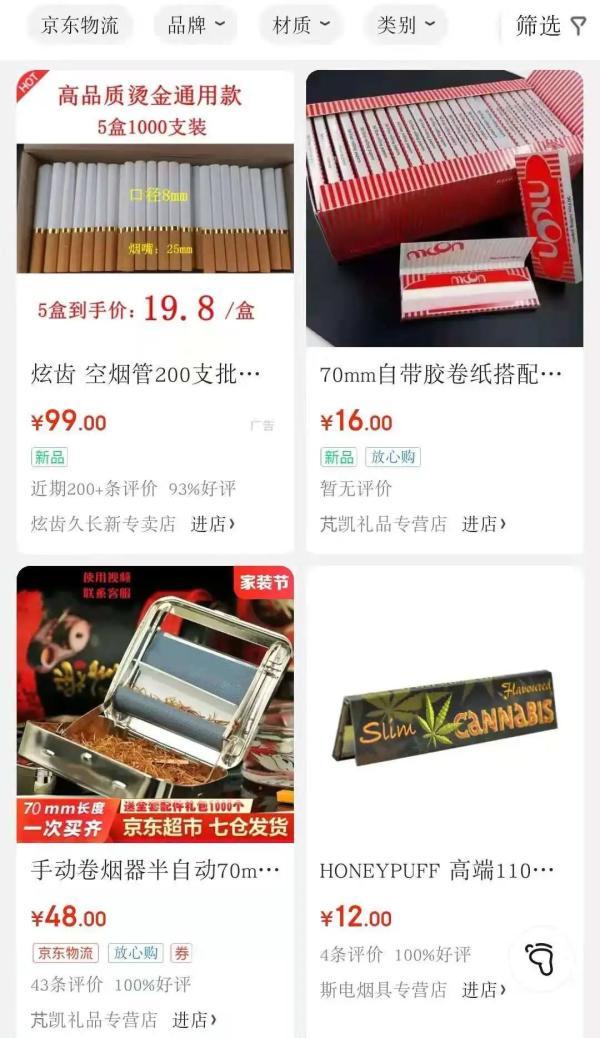 京东物流
品牌
材质
类别
筛选
HOT
高品质烫金通用款
5盒1000支装
口径8mm
烟嘴：25mm
5盒到手价：19.8/盒
炫齿 空烟管200支批…
¥99.00
广告
新品
近期200+条评价 93%好评
炫齿久长新专卖店 进店›
moon
moon
70mm自带胶卷纸搭配…
¥16.00
新品 放心购
暂无评价
芃凯礼品专营店 进店›
使用视频
联系客服
家装节
70mm长度
一次买齐
送全套配件礼包1000个
京东超市 七仓发货
手动卷烟器半自动70m…
¥48.00
京东物流 放心购 券
43条评价 100%好评
芃凯礼品专营店 进店›
Flavoured
Slim CANNABIS
HONEYPUFF 高端110…
¥12.00
4条评价 100%好评
斯电烟具专营店 进店›